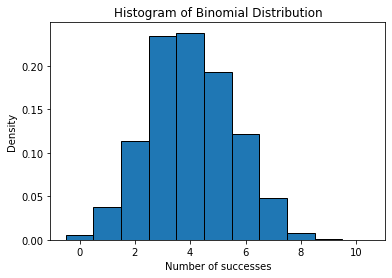 Histogram of Binomial Distribution
0.20
0.15
0.10
0.05
0.00
Density
0 2 4 6 8 10
Number of successes